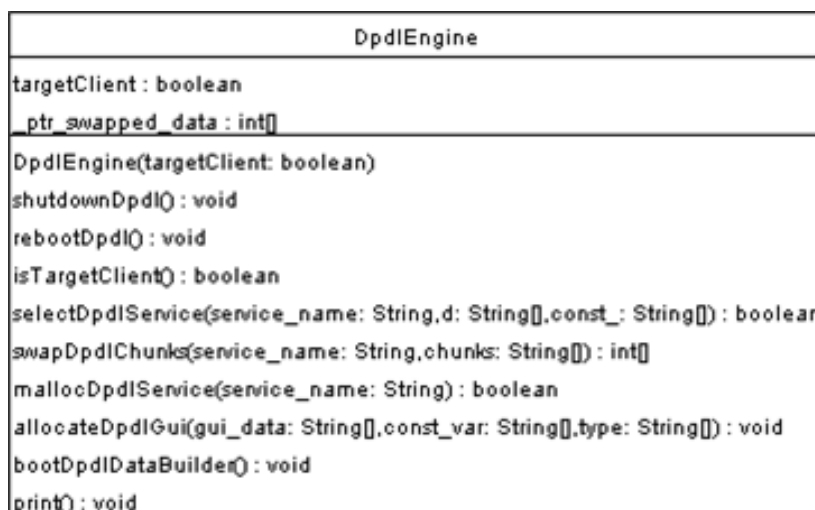 DpdlEngine
targetClient : boolean
_ptr_swapped_data : int[]
DpdlEngine(targetClient: boolean)
shutdownDpdl() : void
rebootDpdl() : void
isTargetClient() : boolean
selectDpdlService(service_name: String,d: String[],const_: String[]) : boolean
swapDpdlChunks(service_name: String,chunks: String[]) : int[]
mallocDpdlService(service_name: String) : boolean
allocateDpdlGui(gui_data: String[],const_var: String[],type: String[]) : void
bootDpdlDataBuilder() : void
print() : void